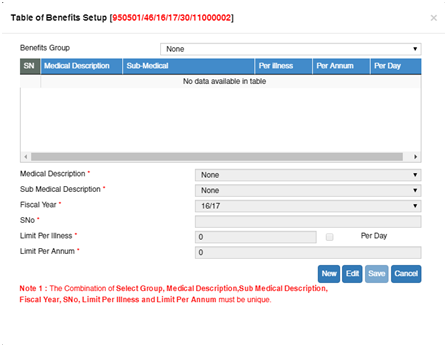 Table of Benefits Setup [950501/46/16/17/30/11000002]
×
Benefits Group None
SN Medical Description Sub-Medical Per Illness Per Annum Per Day
No data available in table
Medical Description * None
Sub Medical Description * None
Fiscal Year * 16/17
SNo *
Limit Per Illness * 0 Per Day
Limit Per Annum * 0
New Edit Save Cancel
Note 1 : The Combination of Select Group, Medical Description,Sub Medical Description,
Fiscal Year, SNo, Limit Per Illness and Limit Per Annum must be unique.